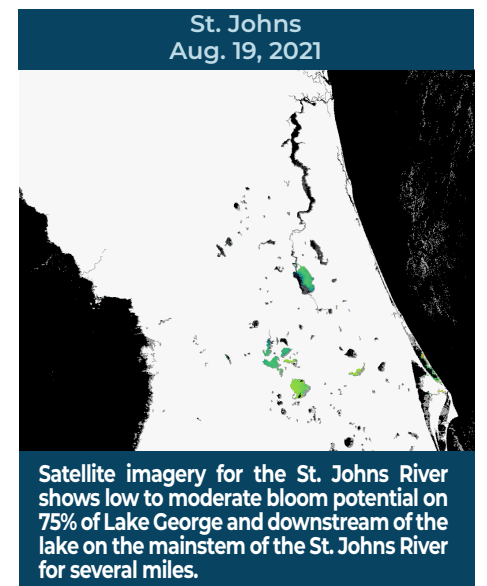 St. Johns
Aug. 19, 2021
Satellite imagery for the St. Johns River
shows low to moderate bloom potential on
75% of Lake George and downstream of the
lake on the mainstem of the St. Johns River
for several miles.